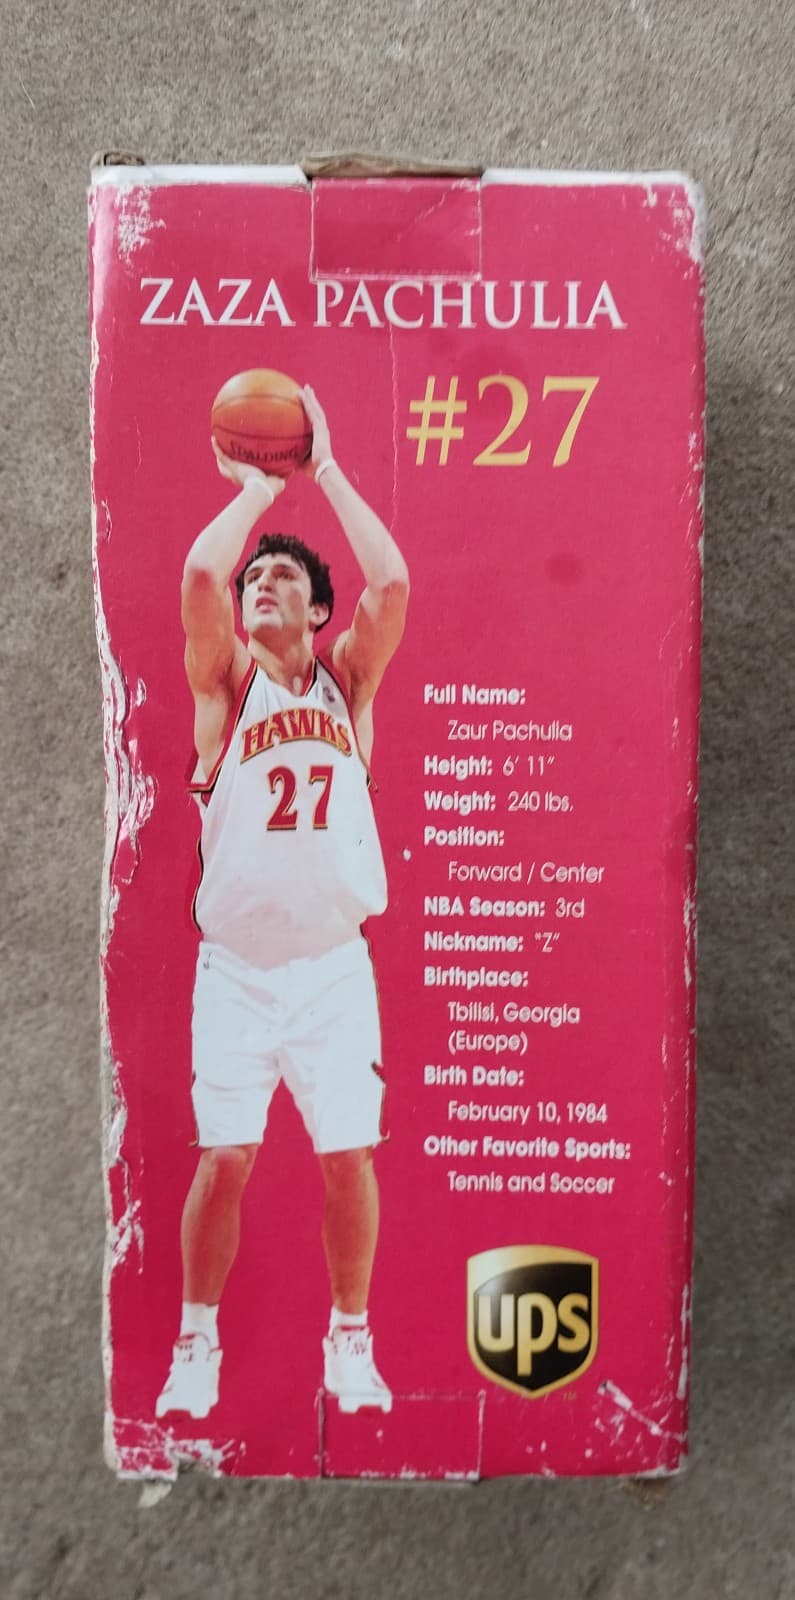 ZAZA PACHULIA
#27
SPALDING
HAWKS
27
Full Name:
Zaur Pachulia
Height: 6' 11"
Weight: 240 lbs.
Position:
Forward / Center
NBA Season: 3rd
Nickname: "Z"
Birthplace:
Tbilisi, Georgia
(Europe)
Birth Date:
February 10, 1984
Other Favorite Sports:
Tennis and Soccer
ups
TM